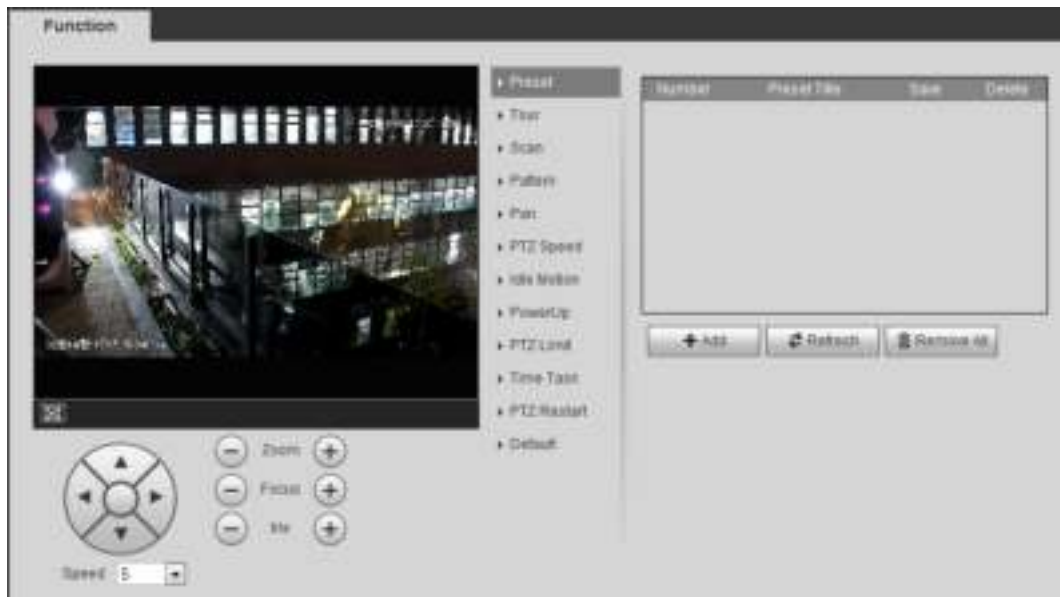 Function
Preset
Tour
Scan
Pattern
Pan
PTZ Speed
Idle Motion
PowerUp
PTZ Limit
Time Task
PTZ Restart
Default
Number Preset Title Save Delete
Add Refresh Remove All
Zoom
Focus
Iris
Speed 5